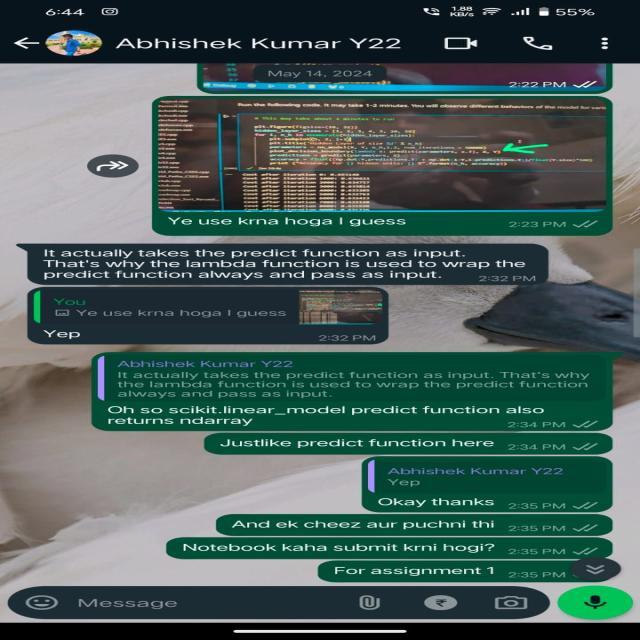 6:44
1.88
KB/s
55%
Abhishek Kumar Y22
May 14, 2024
2:22 PM
Run the following code. It may take 1-2 minutes. You will observe different behaviors of the model for
Ye use krna hoga I guess
2:23 PM
It actually takes the predict function as input.
That's why the lambda function is used to wrap the
predict function always and pass as input.
2:32 PM
You
Ye use krna hoga I guess
Yep
2:32 PM
Abhishek Kumar Y22
It actually takes the predict function as input. That's why
the lambda function is used to wrap the predict function
always and pass as input.
Oh so scikit.linear_model predict function also
returns ndarray
2:34 PM
Justlike predict function here
2:34 PM
Abhishek Kumar Y22
Yep
Okay thanks
2:35 PM
And ek cheez aur puchni thi
2:35 PM
Notebook kaha submit krni hogi?
2:35 PM
For assignment 1
2:35 PM
Message